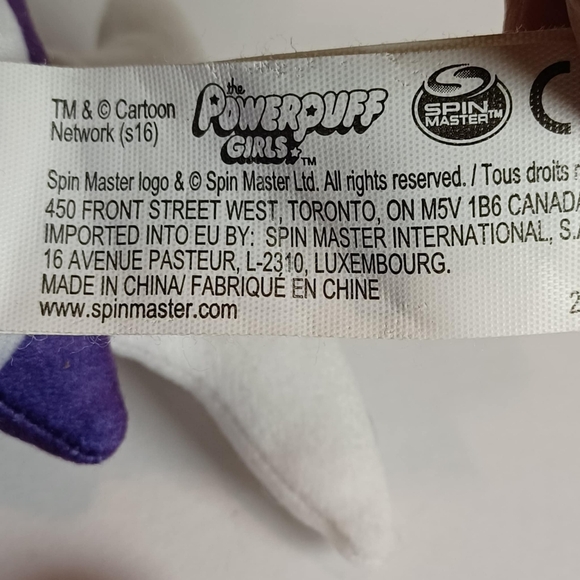 TM & © Cartoon
Network (s16)
the
POWERPUFF
GIRLS
TM
SPIN
MASTER™
Spin Master logo & © Spin Master Ltd. All rights reserved. / Tous droits
450 FRONT STREET WEST, TORONTO, ON M5V 1B6 CANADA
IMPORTED INTO EU BY: SPIN MASTER INTERNATIONAL, S.A
16 AVENUE PASTEUR, L-2310, LUXEMBOURG.
MADE IN CHINA/ FABRIQUÉ EN CHINE
www.spinmaster.com